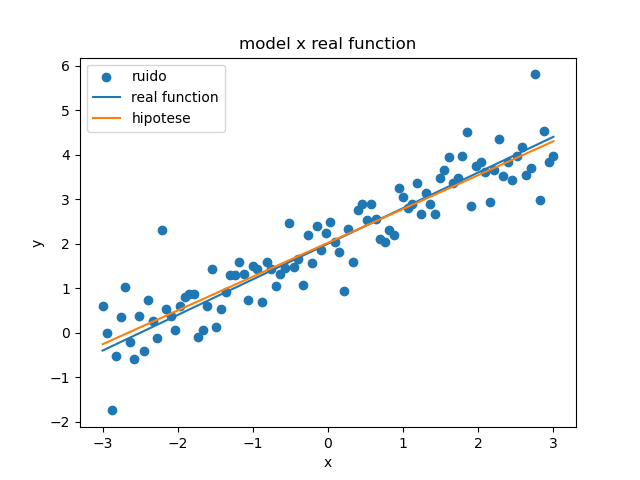 model x real function
ruido
real function
hipotese
6
5
4
3
2
1
0
−1
−2
y
−3 −2 −1 0 1 2 3
x